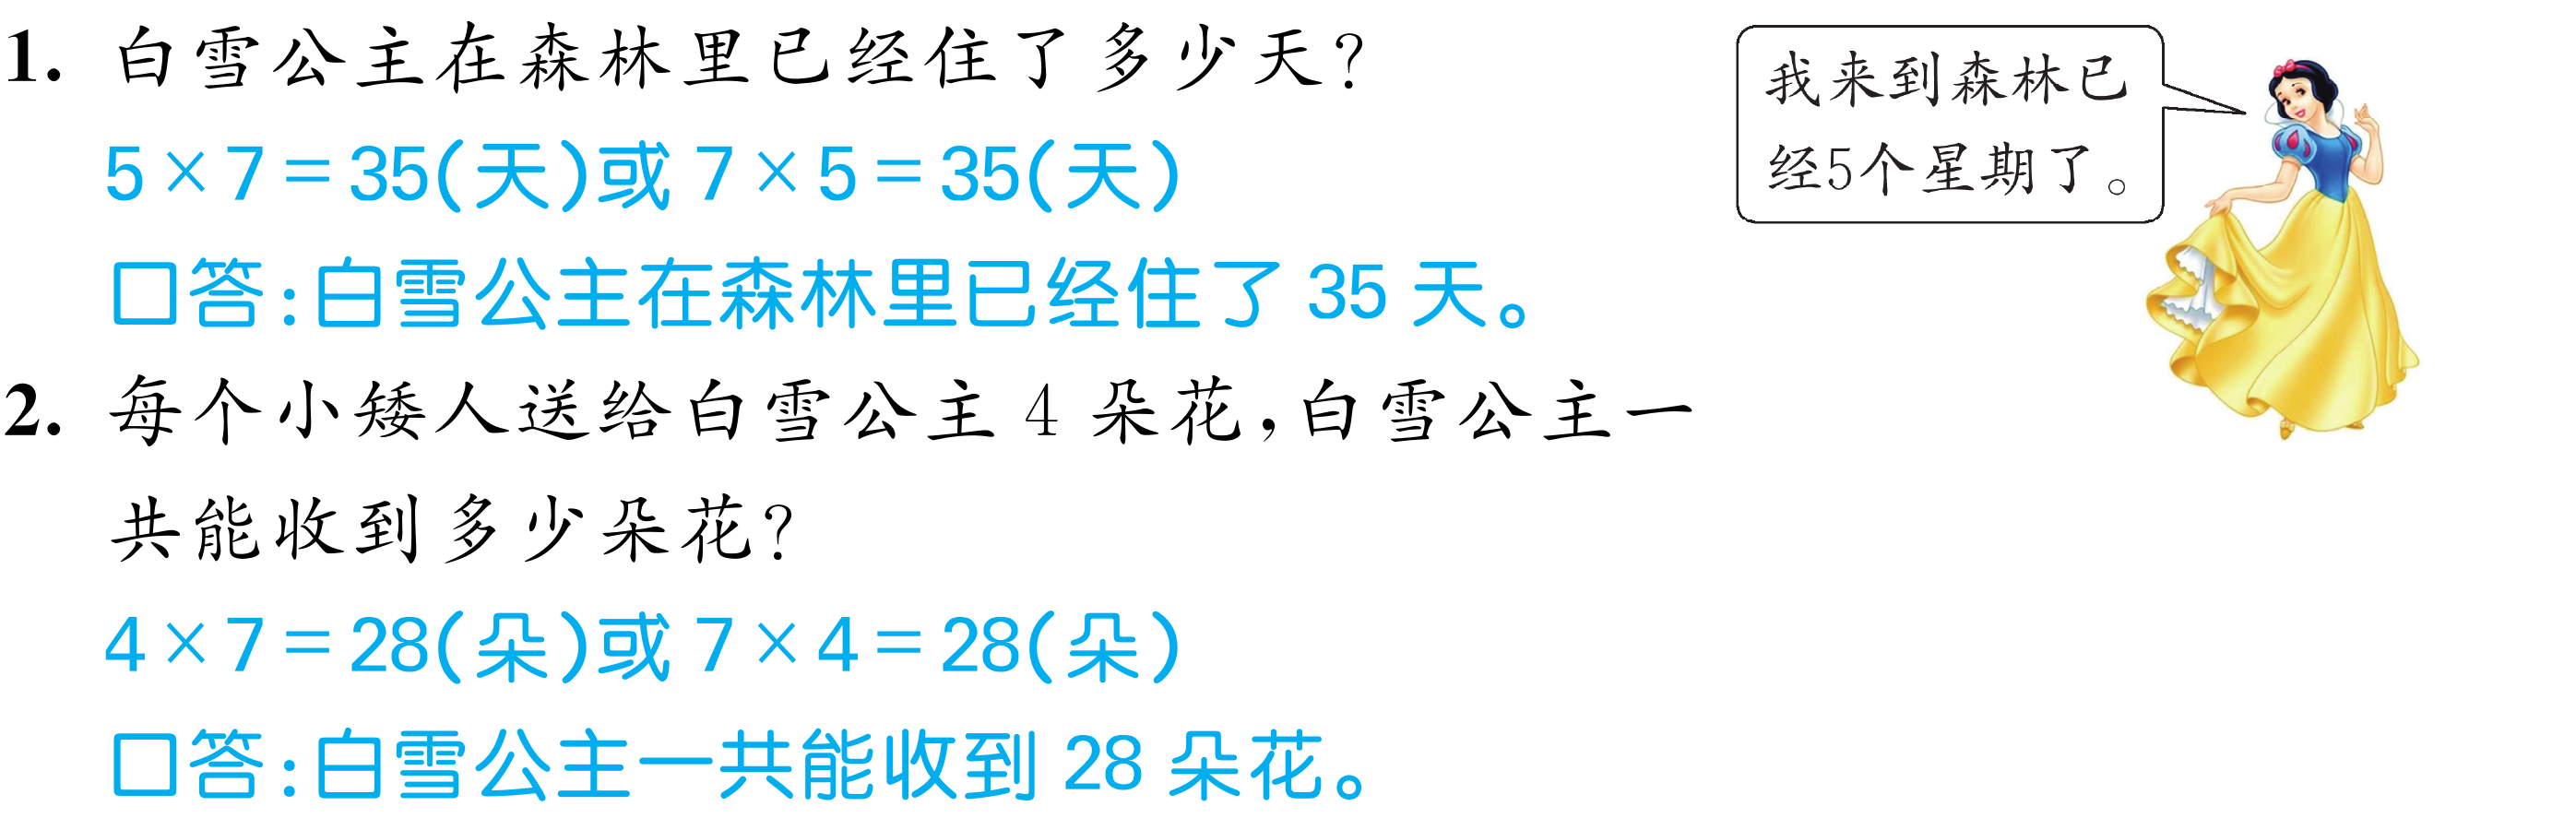 1. 白雪公主在森林里已经住了多少天?
我来到森林已
经5个星期了。
5×7=35(天)或 7×5=35(天)
口答:白雪公主在森林里已经住了 35 天。
2. 每个小矮人送给白雪公主 4 朵花,白雪公主一
共能收到多少朵花?
4×7=28(朵)或 7×4=28(朵)
口答:白雪公主一共能收到 28 朵花。